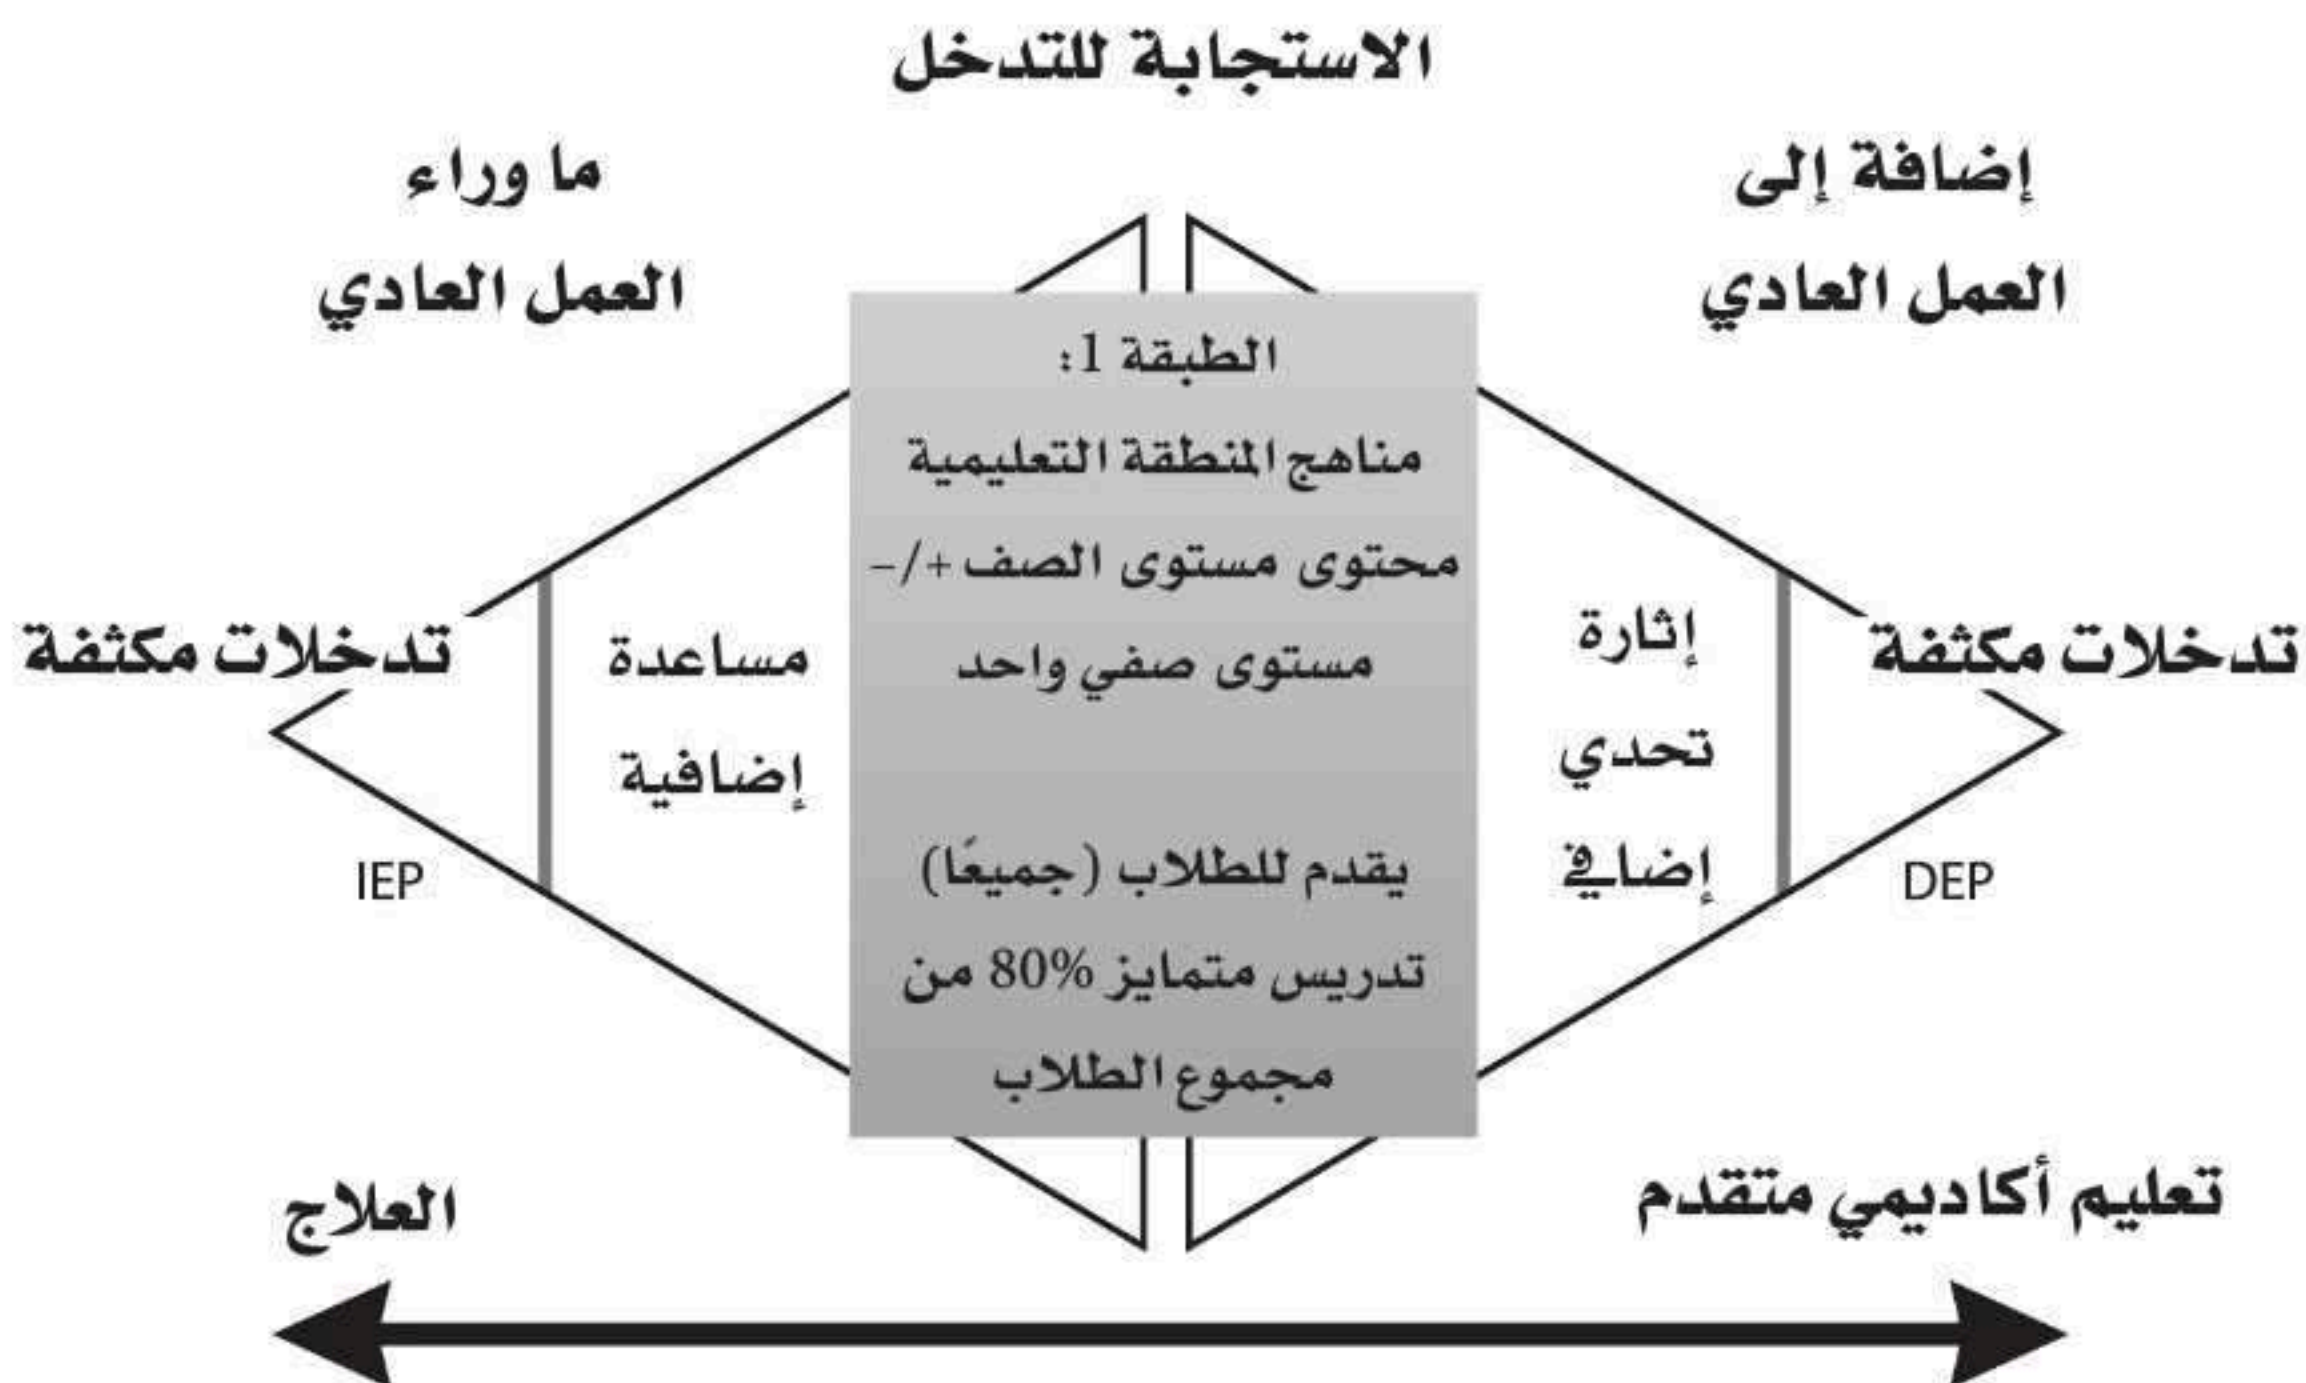 الاستجابة للتدخل
إضافة إلى
العمل العادي
ما وراء
العمل العادي
الطبقة 1:
مناهج المنطقة التعليمية
محتوى مستوى الصف +/-
مستوى صفي واحد
يقدم للطلاب (جميعًا)
تدريس متمايز 80% من
مجموع الطلاب
تدخلات مكثفة
إثارة
تحدي
إضافي
DEP
مساعدة
إضافية
تدخلات مكثفة
IEP
تعليم أكاديمي متقدم
العلاج